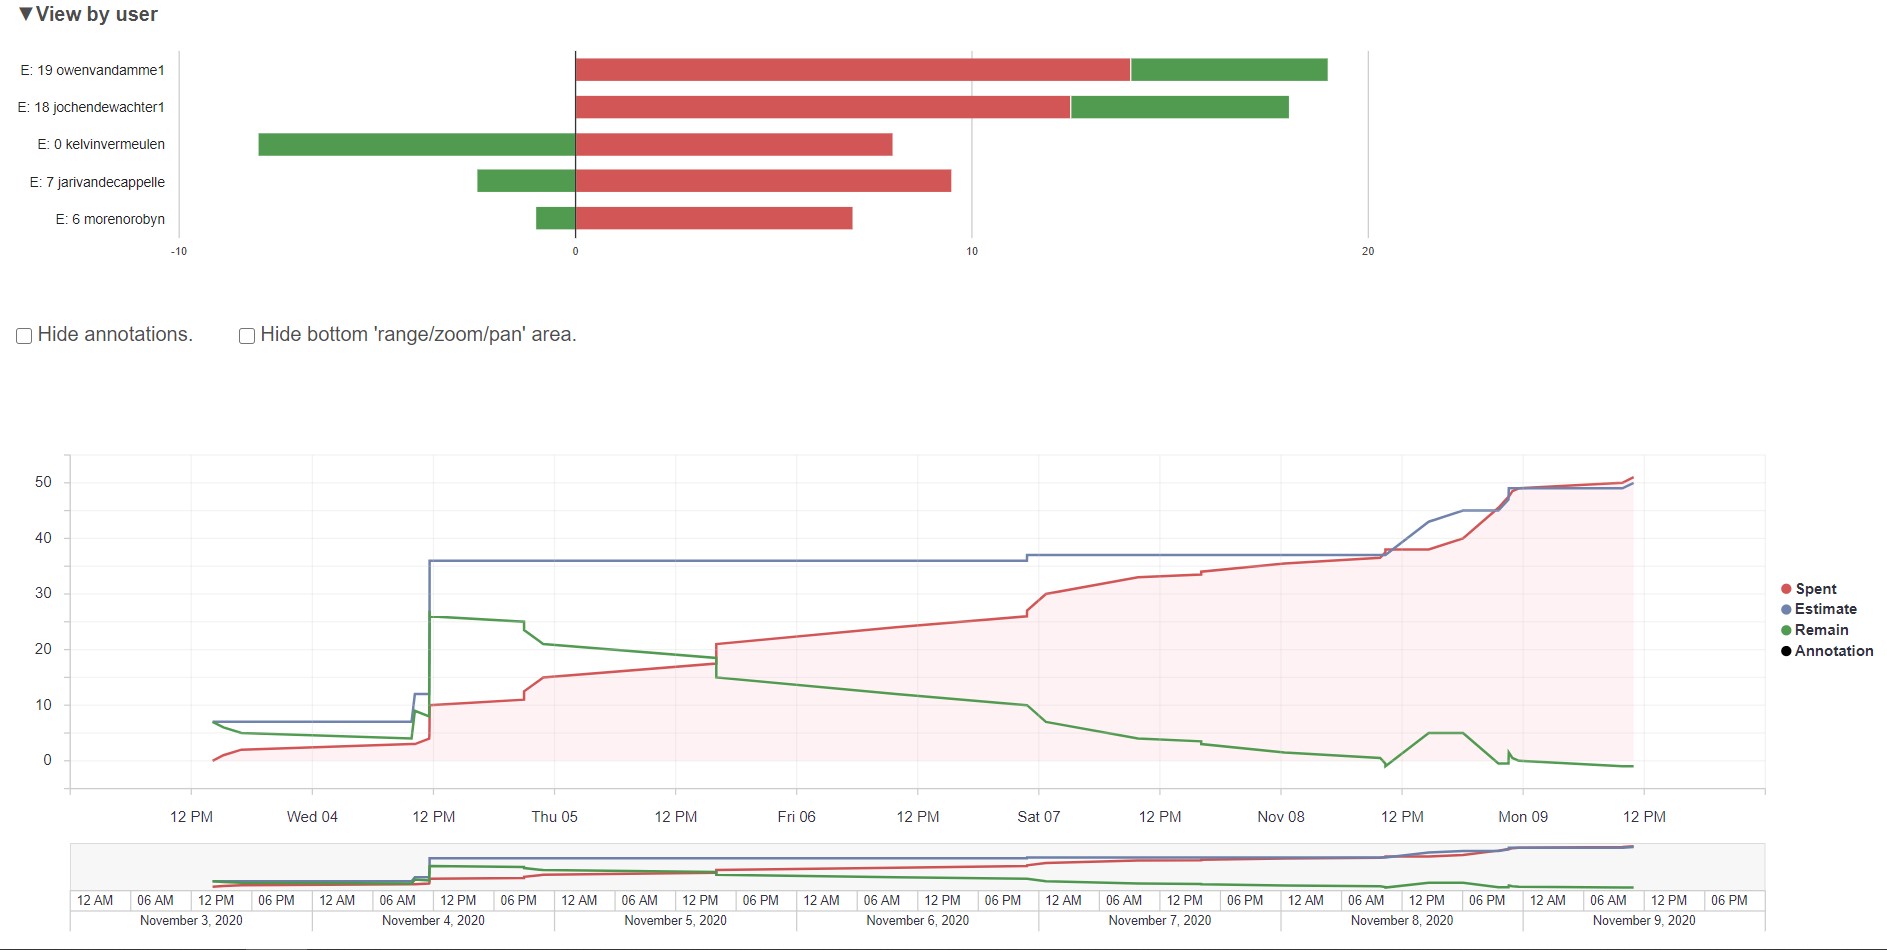 ▼View by user
E: 19 owenvandamme1
E: 18 jochendewachter1
E: 0 kelvinvermeulen
E: 7 jarivandecappelle
E: 6 morenorobyn
-10 0 10 20
Hide annotations. Hide bottom 'range/zoom/pan' area.
50
40
30
20
10
0
Spent
Estimate
Remain
Annotation
12 PM Wed 04 12 PM Thu 05 12 PM Fri 06 12 PM Sat 07 12 PM Nov 08 12 PM Mon 09 12 PM
12 AM 06 AM 12 PM 06 PM 12 AM 06 AM 12 PM 06 PM 12 AM 06 AM 12 PM 06 PM 12 AM 06 AM 12 PM 06 PM 12 AM 06 AM 12 PM 06 PM 12 AM 06 AM 12 PM 06 PM 12 AM 06 AM 12 PM 06 PM
November 3, 2020 November 4, 2020 November 5, 2020 November 6, 2020 November 7, 2020 November 8, 2020 November 9, 2020